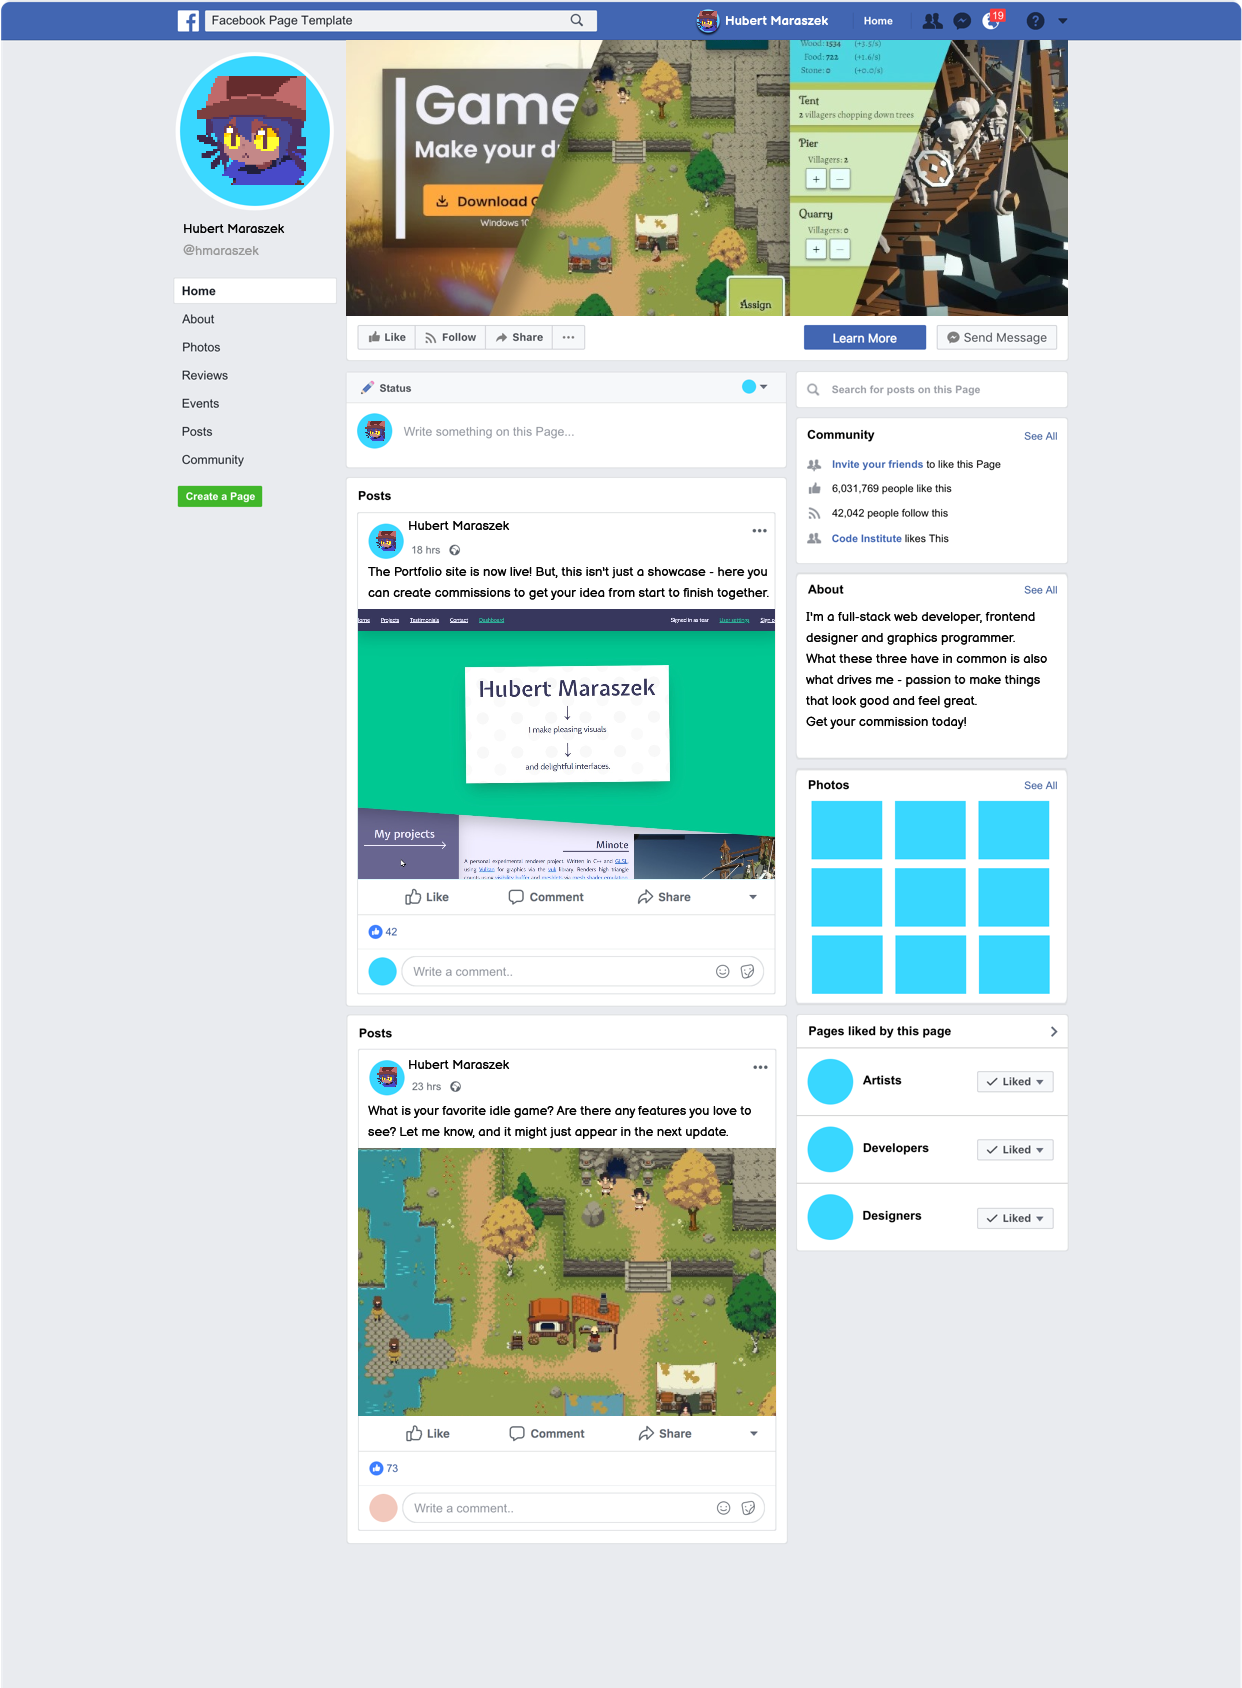 Facebook Page Template
Hubert Maraszek
Home
19
?
Hubert Maraszek
@hmaraszek
Home
About
Photos
Reviews
Events
Posts
Community
Create a Page
Game
Make your d
Download G
Windows 10
Wood: 1534 (+3.3/s)
Food: 722 (+1.6/s)
Stone: 0 (+0.0/s)
Tent
2 villagers chopping down trees
Pier
Villagers: 2
+ −
Quarry
Villagers: 0
+ −
Assign
Like Follow Share ...
Learn More
Send Message
Status
Write something on this Page...
Posts
Hubert Maraszek
18 hrs
The Portfolio site is now live! But, this isn't just a showcase - here you
can create commissions to get your idea from start to finish together.
Home Projects Testimonials Contact Dashboard Signed in as tear User settings Sign o
Hubert Maraszek
↓
I make pleasing visuals
↓
and delightful interfaces.
My projects
Minote
A personal experimental renderer project. Written in C++ and GLSL,
using Vulkan for graphics via the vuk library. Renders high triangle
counts using visibility buffer and meshlets via mesh shader emulation
Like Comment Share
42
Write a comment..
Posts
Hubert Maraszek
23 hrs
What is your favorite idle game? Are there any features you love to
see? Let me know, and it might just appear in the next update.
Like Comment Share
73
Write a comment..
Search for posts on this Page
Community
See All
Invite your friends to like this Page
6,031,769 people like this
42,042 people follow this
Code Institute likes This
About
See All
I'm a full-stack web developer, frontend
designer and graphics programmer.
What these three have in common is also
what drives me - passion to make things
that look good and feel great.
Get your commission today!
Photos
See All
Pages liked by this page
Artists
Liked
Developers
Liked
Designers
Liked